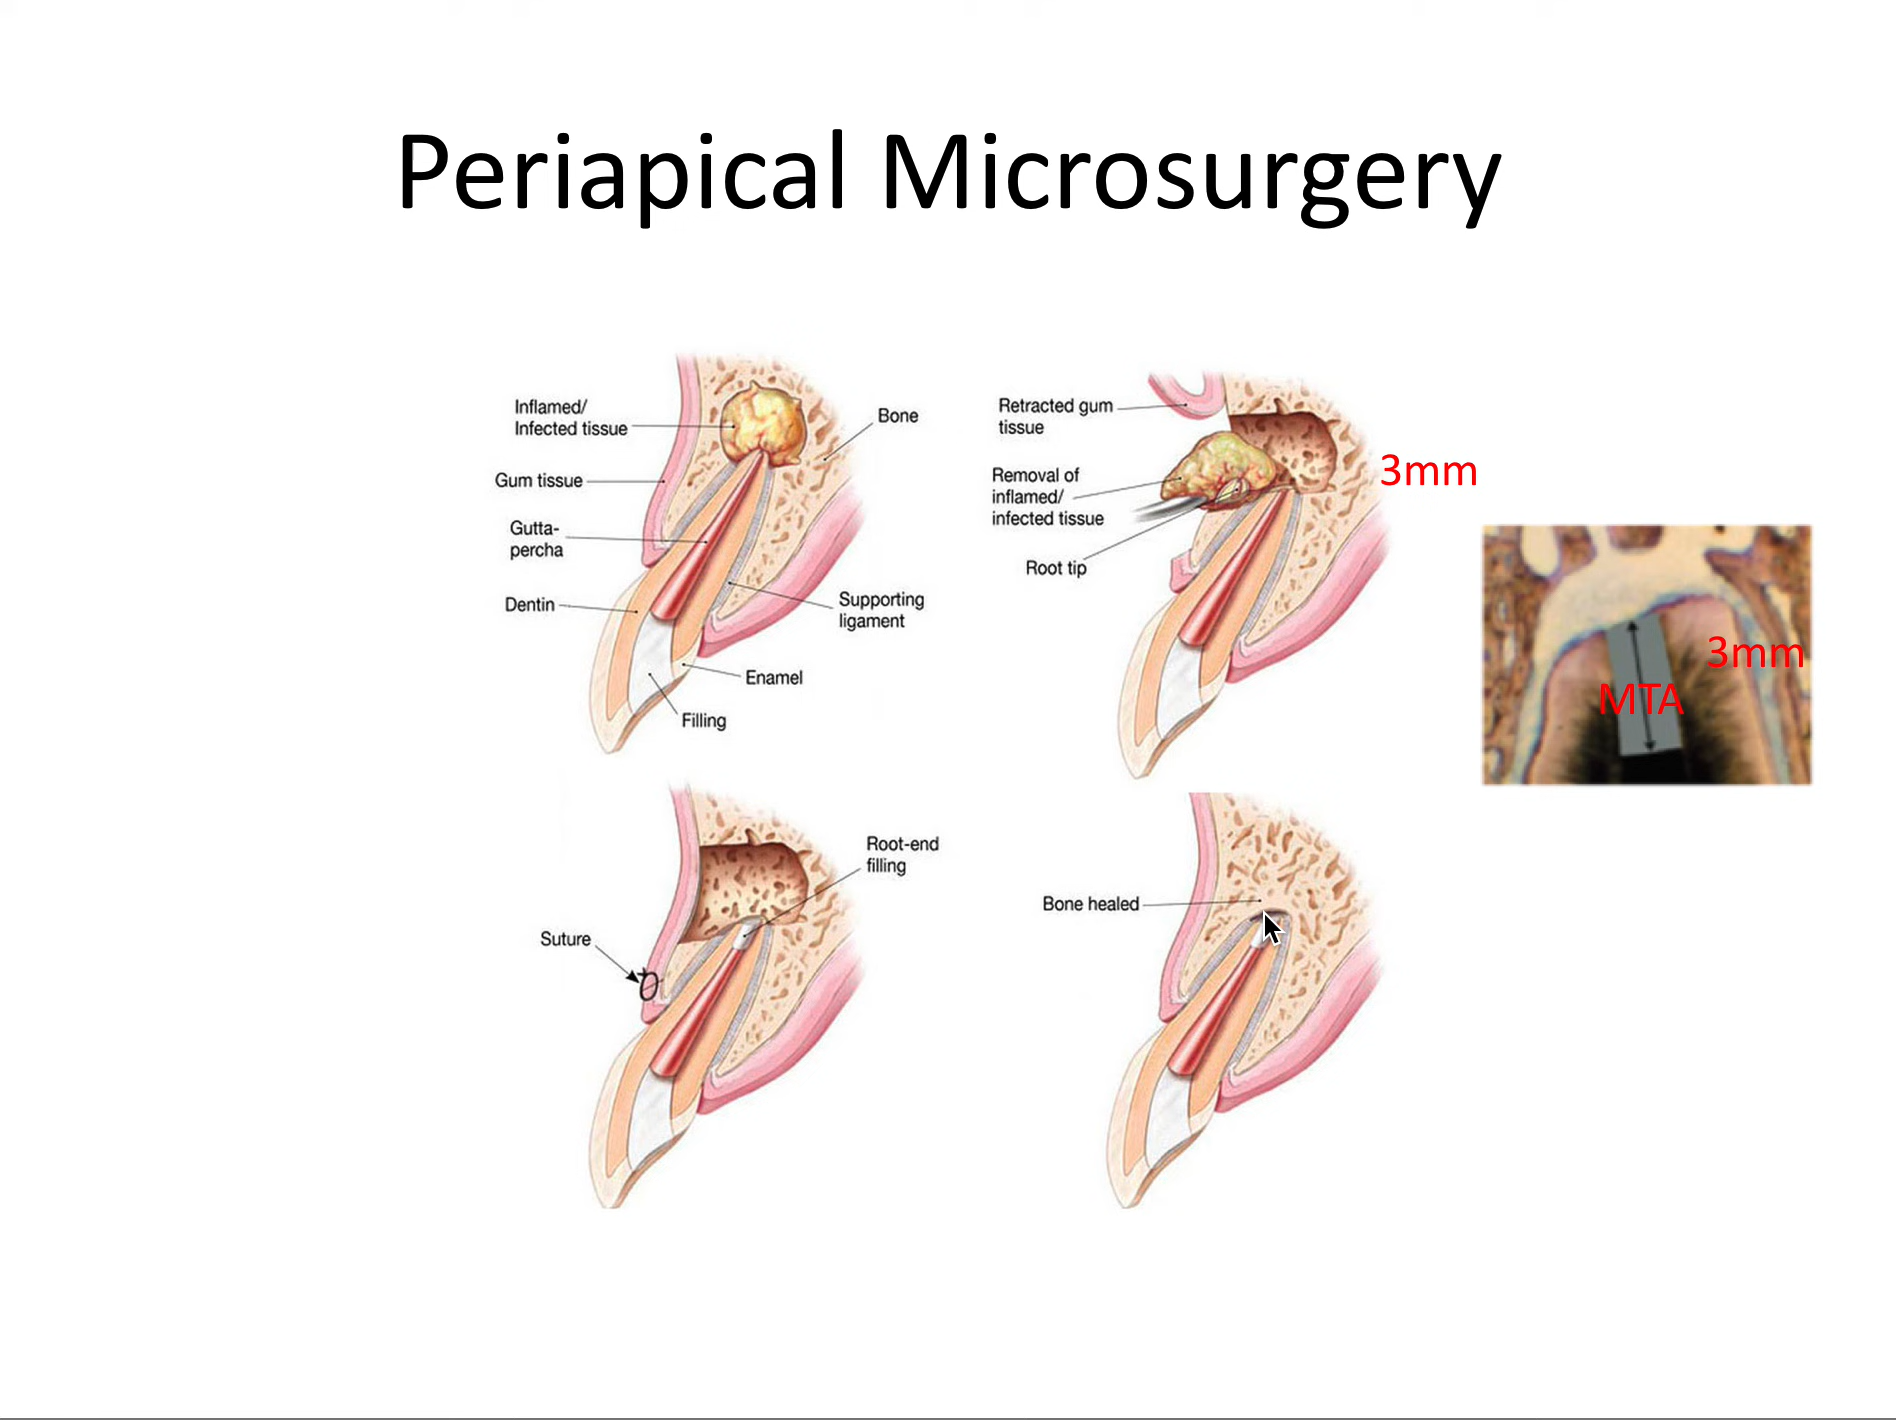 Periapical Microsurgery
Inflamed/
Infected tissue
Bone
Gum tissue
Gutta-
percha
Dentin
Supporting
ligament
Enamel
Filling
Retracted gum
tissue
Removal of
inflamed/
infected tissue
Root tip
3mm
3mm
MTA
Root-end
filling
Suture
Bone healed